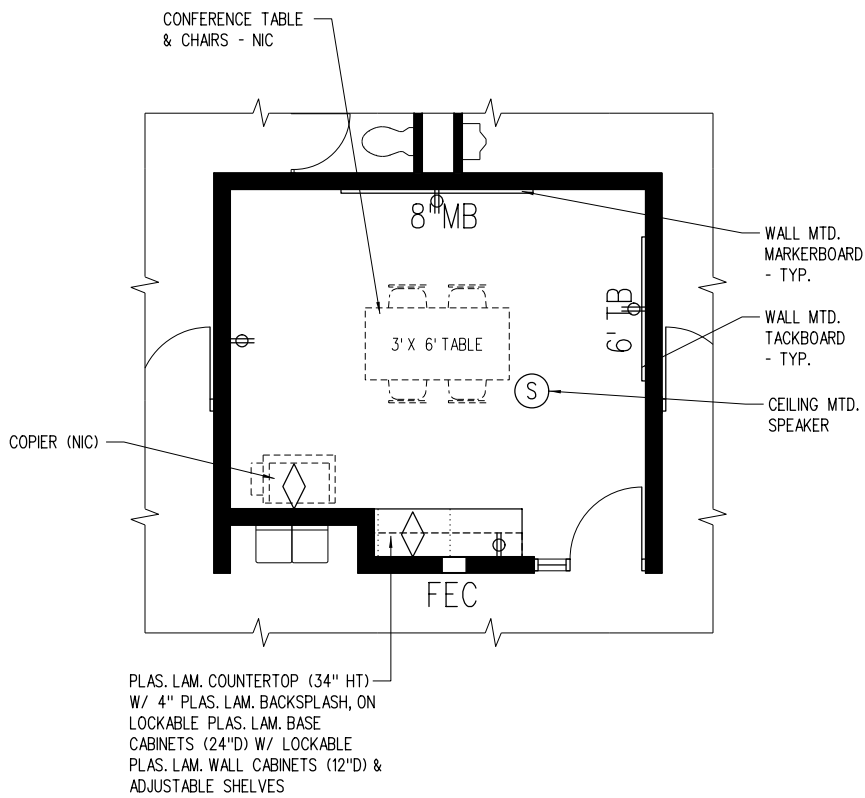 CONFERENCE TABLE
& CHAIRS - NIC
8' MB
WALL MTD.
MARKERBOARD
- TYP.
6' TB
WALL MTD.
TACKBOARD
- TYP.
3' X 6' TABLE
S
CEILING MTD.
SPEAKER
COPIER (NIC)
FEC
PLAS. LAM. COUNTERTOP (34" HT)
W/ 4" PLAS. LAM. BACKSPLASH, ON
LOCKABLE PLAS. LAM. BASE
CABINETS (24"D) W/ LOCKABLE
PLAS. LAM. WALL CABINETS (12"D) &
ADJUSTABLE SHELVES